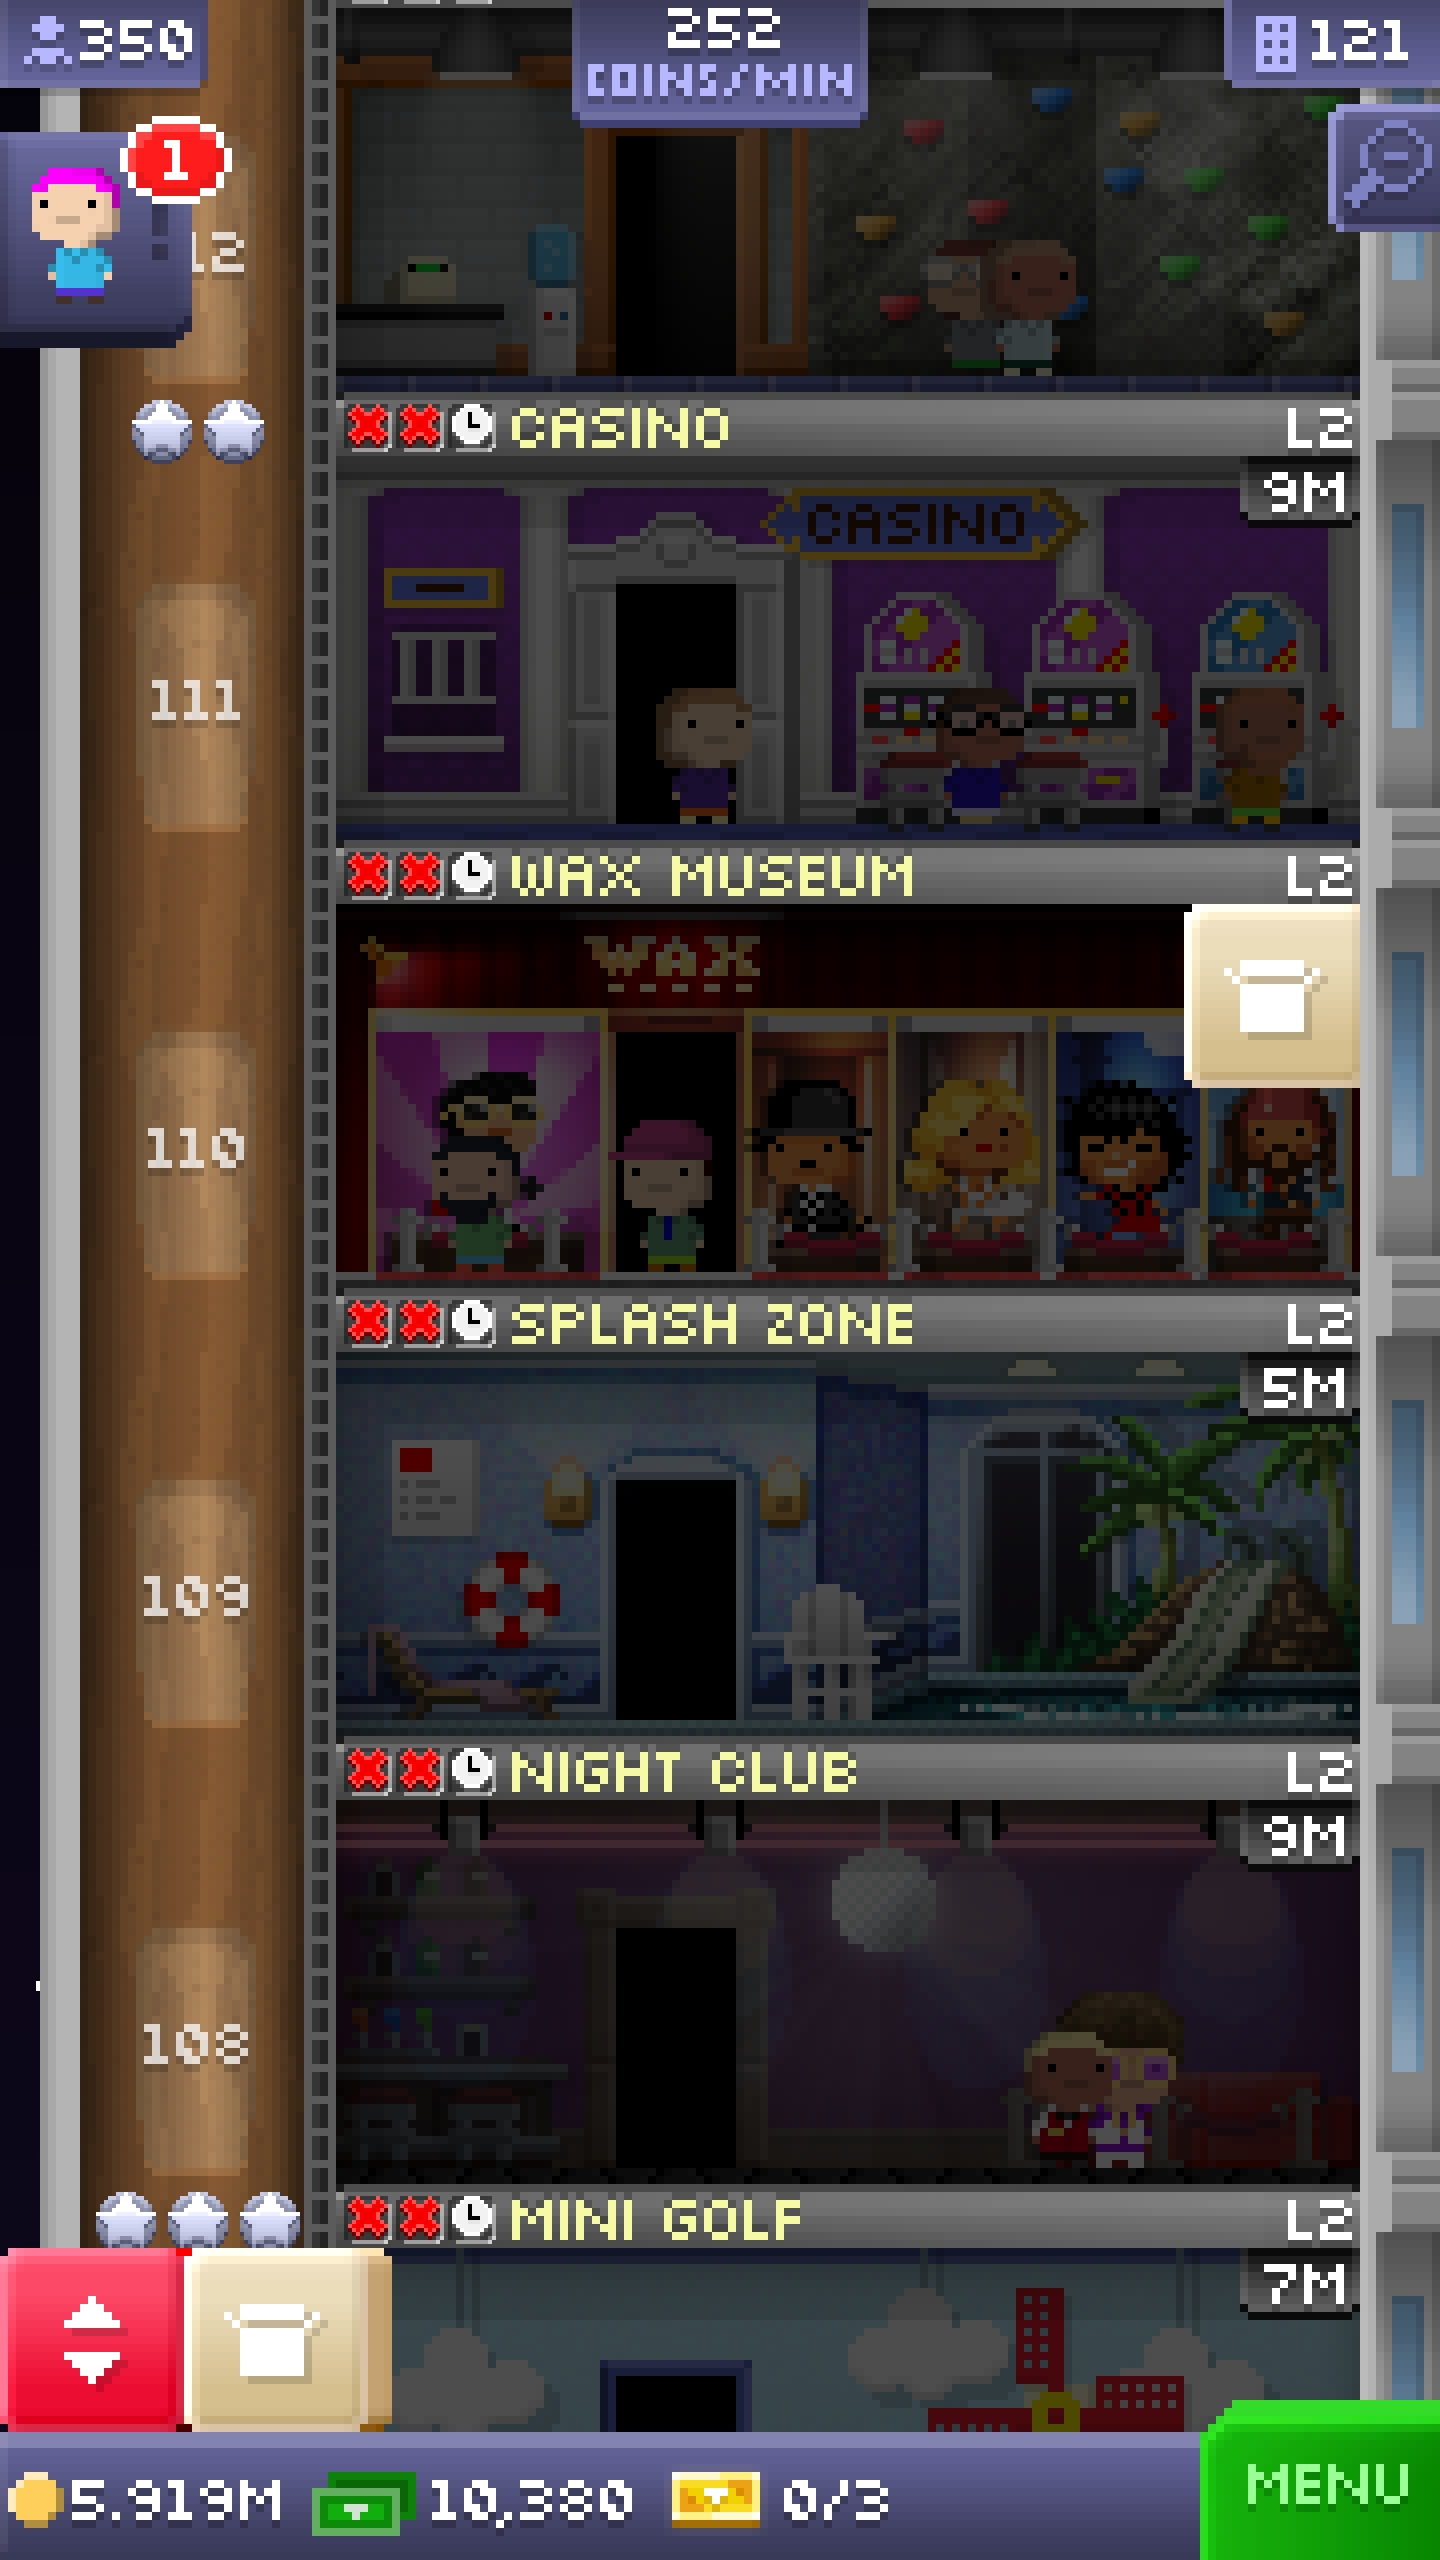 350
252
COINS/MIN
121
1
12
CASINO L2
9M
CASINO
111
WAX MUSEUM L2
WAX
110
SPLASH ZONE L2
5M
109
NIGHT CLUB L2
9M
108
MINI GOLF L2
7M
5.919M 10,380 0/3
MENU